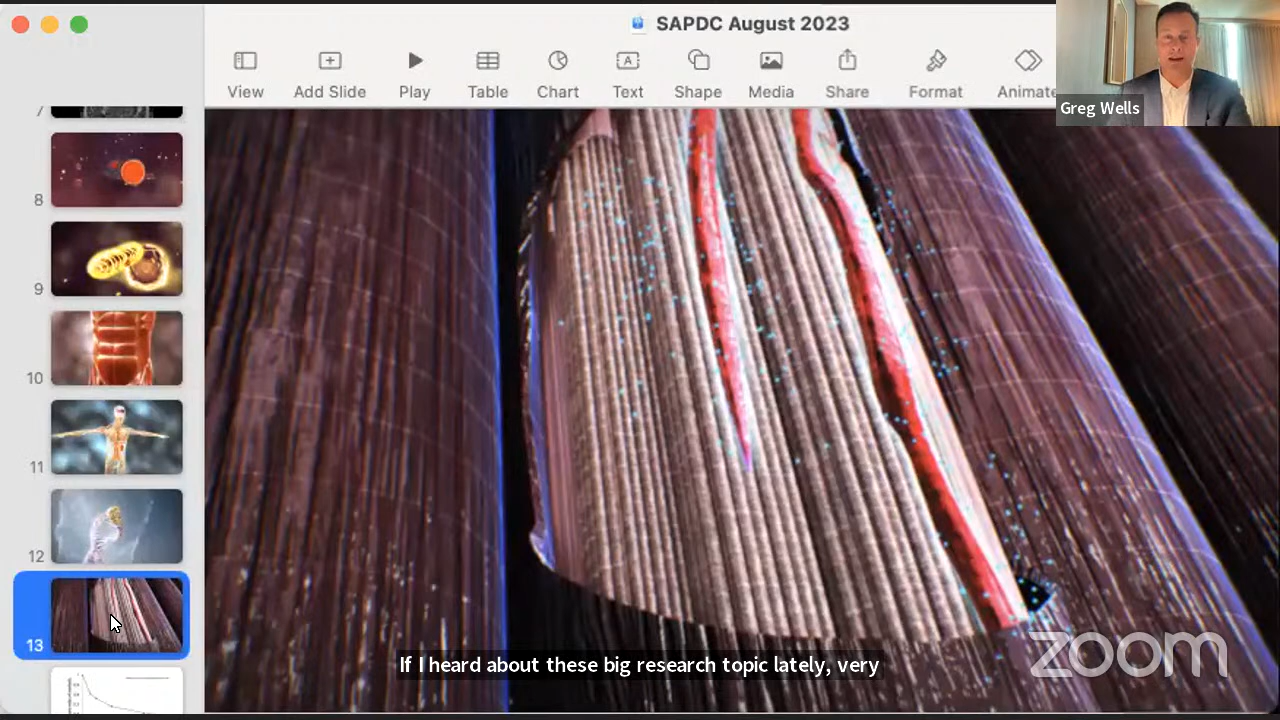 SAPDC August 2023
View
Add Slide
Play
Table
Chart
Text
Shape
Media
Share
Format
Animate
Greg Wells
7
8
9
10
11
12
13
If I heard about these big research topic lately, very
zoom